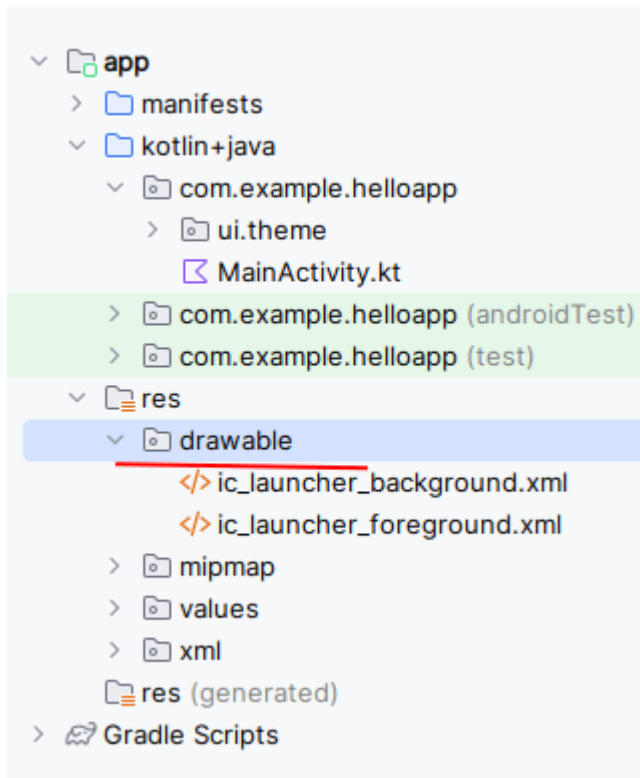 app
manifests
kotlin+java
com.example.helloapp
ui.theme
MainActivity.kt
com.example.helloapp (androidTest)
com.example.helloapp (test)
res
drawable
ic_launcher_background.xml
ic_launcher_foreground.xml
mipmap
values
xml
res (generated)
Gradle Scripts